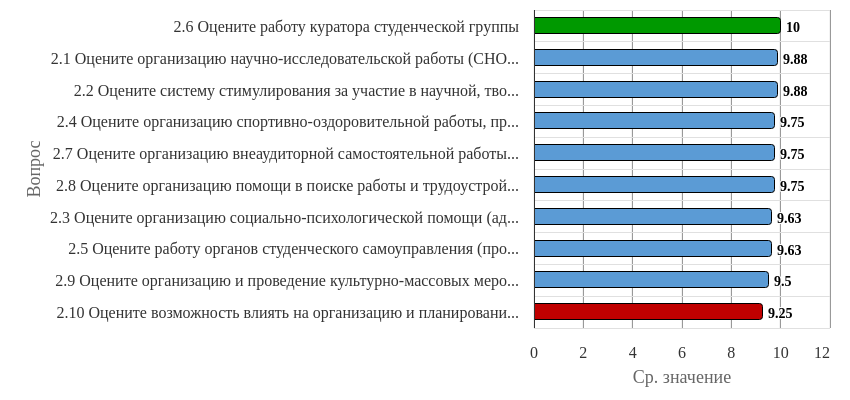 2.6 Оцените работу куратора студенческой группы 10
2.1 Оцените организацию научно-исследовательской работы (СНО... 9.88
2.2 Оцените систему стимулирования за участие в научной, тво... 9.88
2.4 Оцените организацию спортивно-оздоровительной работы, пр... 9.75
2.7 Оцените организацию внеаудиторной самостоятельной работы... 9.75
2.8 Оцените организацию помощи в поиске работы и трудоустрой... 9.75
2.3 Оцените организацию социально-психологической помощи (ад... 9.63
2.5 Оцените работу органов студенческого самоуправления (про... 9.63
2.9 Оцените организацию и проведение культурно-массовых меро... 9.5
2.10 Оцените возможность влиять на организацию и планировани... 9.25
Вопрос
0 2 4 6 8 10 12
Ср. значение